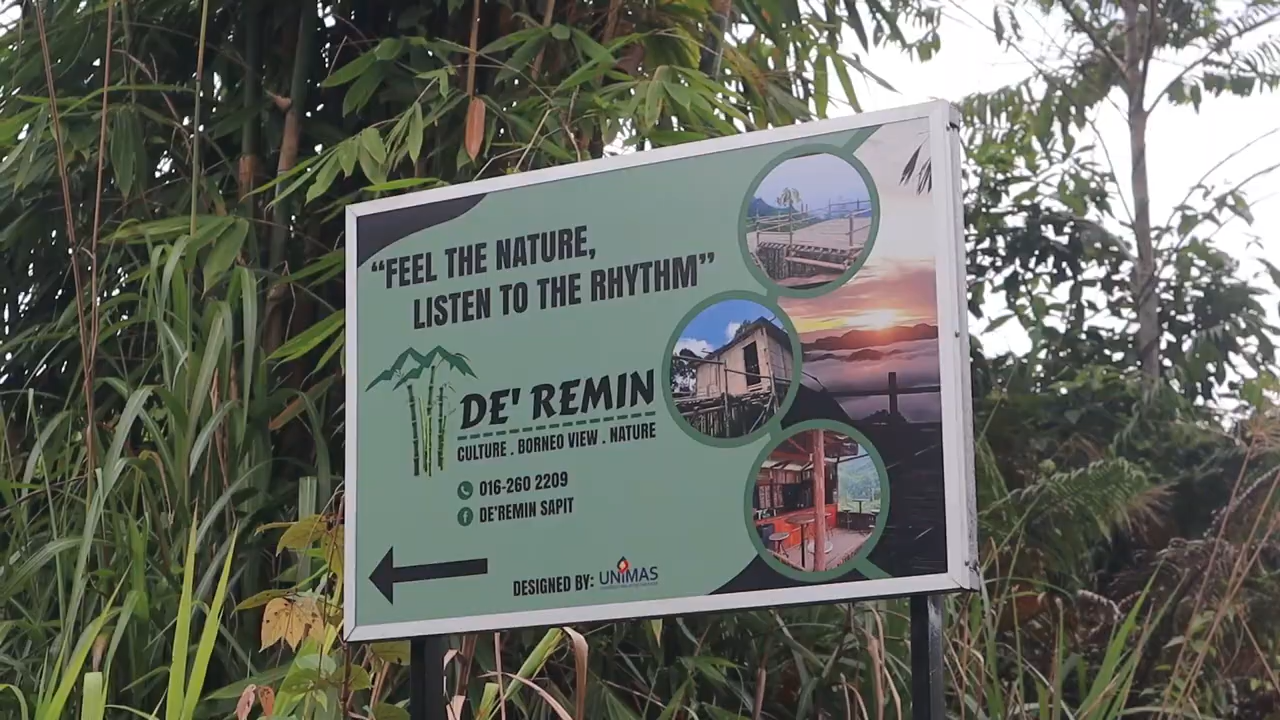 “FEEL THE NATURE,
LISTEN TO THE RHYTHM”
DE' REMIN
CULTURE . BORNEO VIEW . NATURE
016-260 2209
DE'REMIN SAPIT
DESIGNED BY: UNIMAS